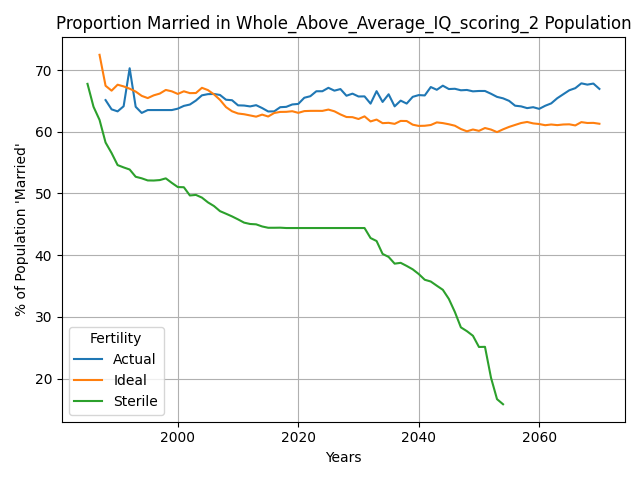 Proportion Married in Whole_Above_Average_IQ_scoring_2 Population
% of Population 'Married'
70
60
50
40
30
20
Fertility
Actual
Ideal
Sterile
2000 2020 2040 2060
Years